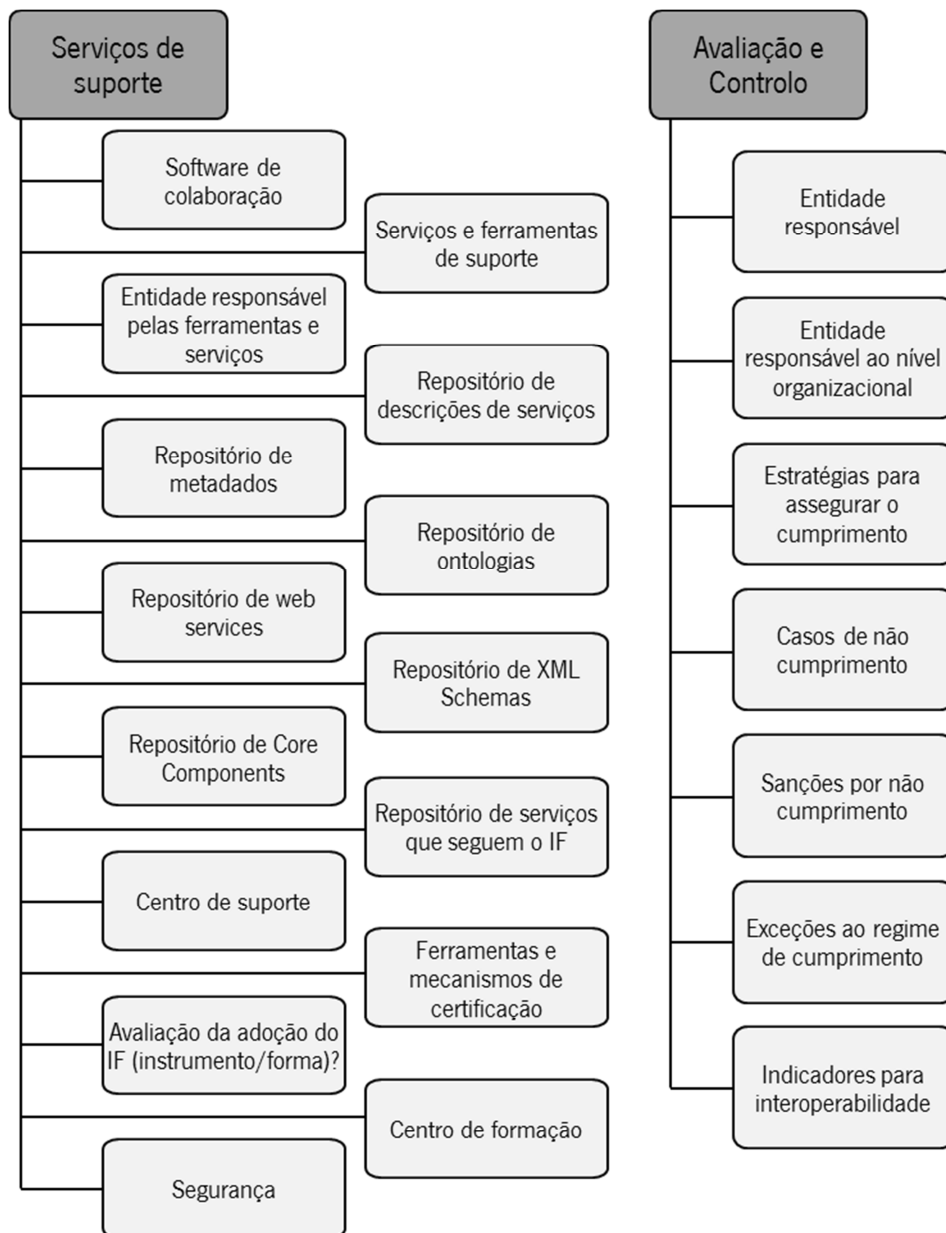 Serviços de
suporte
Software de
colaboração
Serviços e ferramentas
de suporte
Entidade responsável
pelas ferramentas e
serviços
Repositório de
descrições de serviços
Repositório de
metadados
Repositório de
ontologias
Repositório de web
services
Repositório de XML
Schemas
Repositório de Core
Components
Repositório de serviços
que seguem o IF
Centro de suporte
Ferramentas e
mecanismos de
certificação
Avaliação da adoção do
IF (instrumento/forma)?
Centro de formação
Segurança
Avaliação e
Controlo
Entidade
responsável
Entidade
responsável ao nível
organizacional
Estratégias para
assegurar o
cumprimento
Casos de não
cumprimento
Sanções por não
cumprimento
Exceções ao regime
de cumprimento
Indicadores para
interoperabilidade